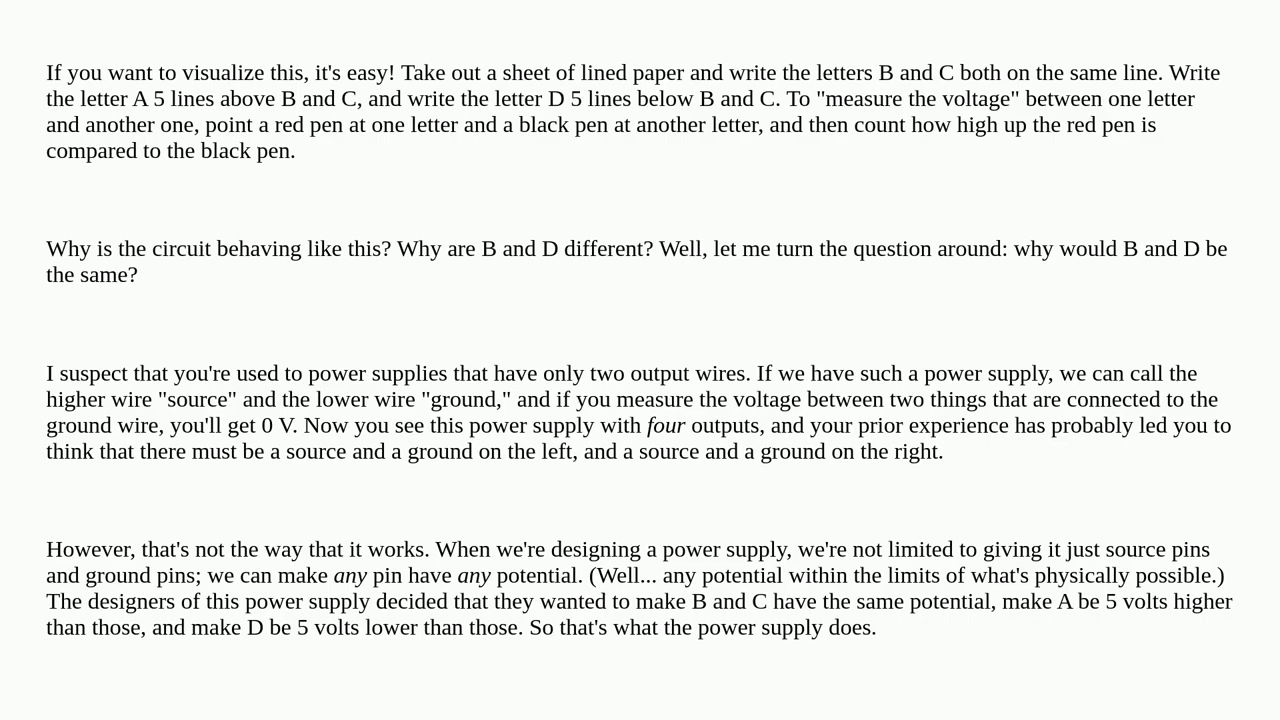 If you want to visualize this, it's easy! Take out a sheet of lined paper and write the letters B and C both on the same line. Write
the letter A 5 lines above B and C, and write the letter D 5 lines below B and C. To "measure the voltage" between one letter
and another one, point a red pen at one letter and a black pen at another letter, and then count how high up the red pen is
compared to the black pen.
Why is the circuit behaving like this? Why are B and D different? Well, let me turn the question around: why would B and D be
the same?
I suspect that you're used to power supplies that have only two output wires. If we have such a power supply, we can call the
higher wire "source" and the lower wire "ground," and if you measure the voltage between two things that are connected to the
ground wire, you'll get 0 V. Now you see this power supply with four outputs, and your prior experience has probably led you to
think that there must be a source and a ground on the left, and a source and a ground on the right.
However, that's not the way that it works. When we're designing a power supply, we're not limited to giving it just source pins
and ground pins; we can make any pin have any potential. (Well... any potential within the limits of what's physically possible.)
The designers of this power supply decided that they wanted to make B and C have the same potential, make A be 5 volts higher
than those, and make D be 5 volts lower than those. So that's what the power supply does.